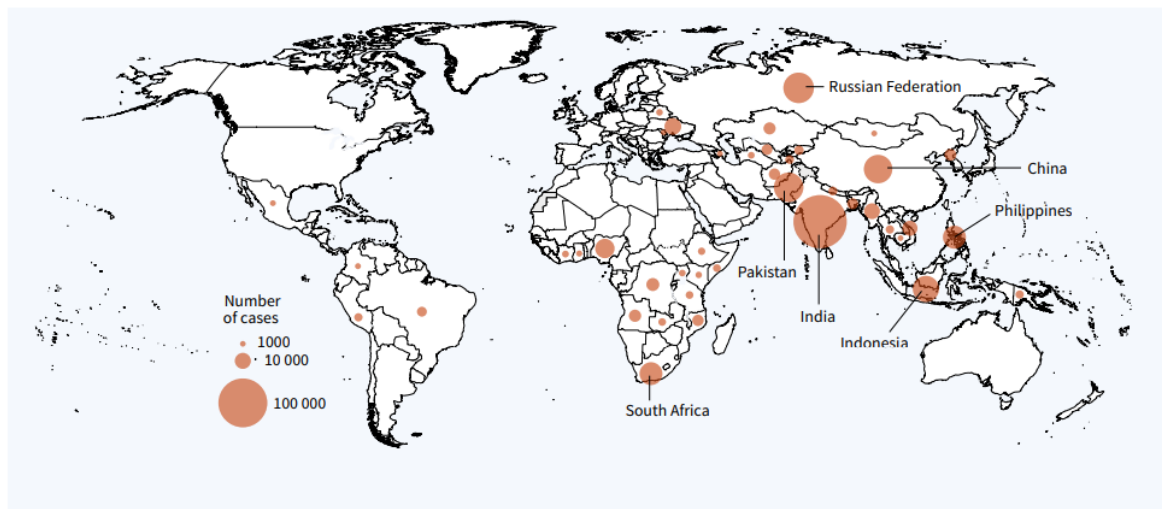 Russian Federation
China
Philippines
Pakistan
India
Indonesia
South Africa
Number
of cases
1000
10 000
100 000